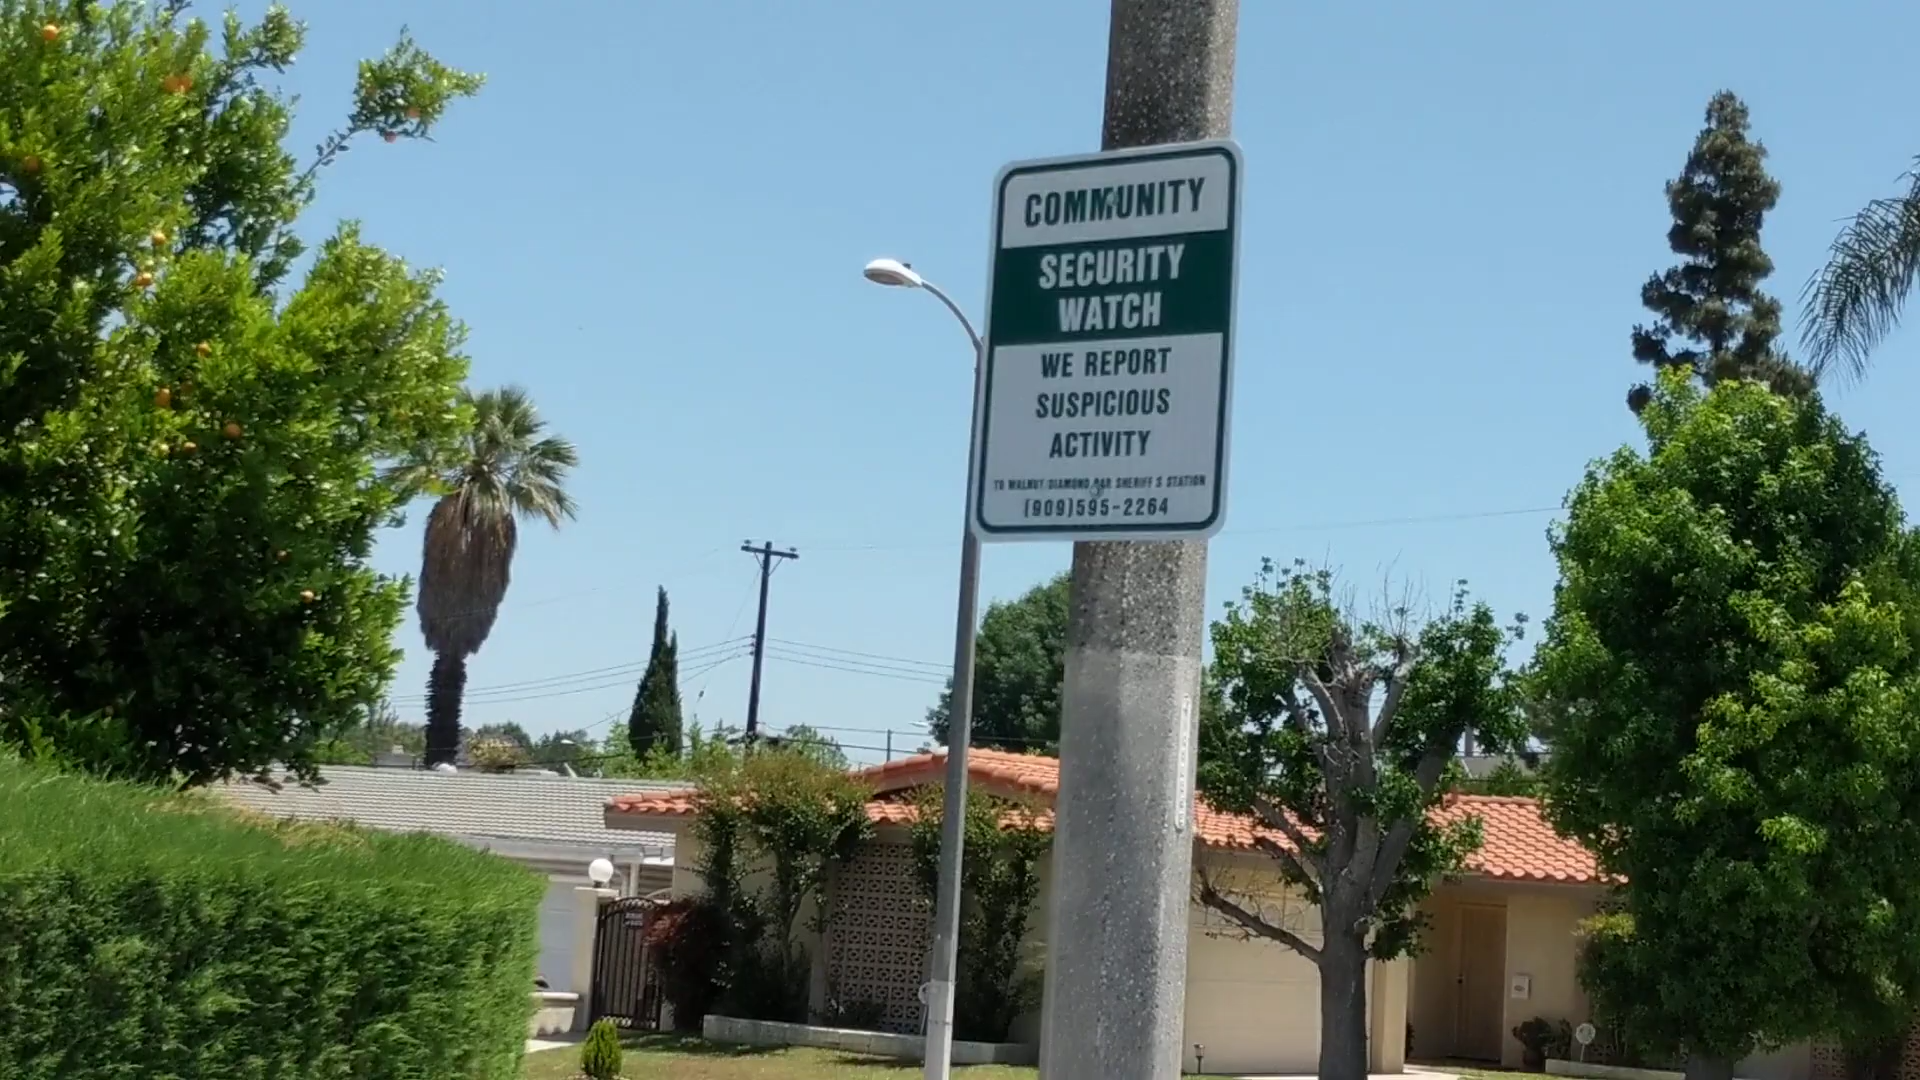 COMMUNITY
SECURITY
WATCH
WE REPORT
SUSPICIOUS
ACTIVITY
TO WALNUT/DIAMOND BAR SHERIFF'S STATION
(909)595-2264